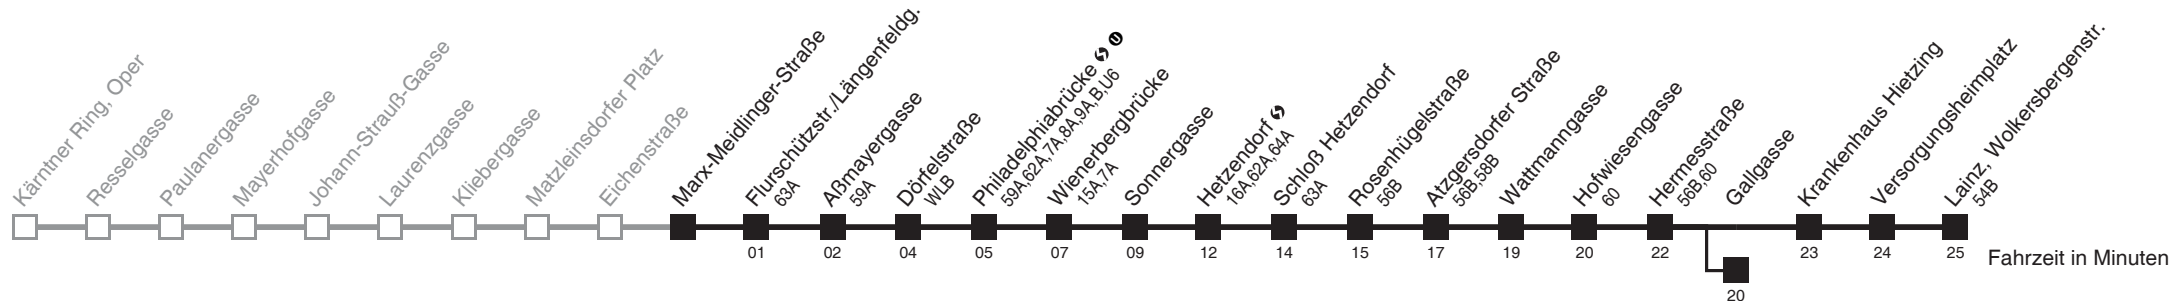 Kärntner Ring, Oper
Resselgasse
Paulanergasse
Mayerhofgasse
Johann-Strauß-Gasse
Laurenzgasse
Kliebergasse
Matzleinsdorfer Platz
Eichenstraße
Marx-Meidlinger-Straße
Flurschützstr./Längenfeldg.
63A
01
Aßmayergasse
59A
02
Dörfelstraße
WLB
04
Philadelphiabrücke S U
59A,62A,7A,8A,9A,B,U6
05
Wienerbergbrücke
15A,7A
07
Sonnergasse
09
Hetzendorf S
16A,62A,64A
12
Schloß Hetzendorf
63A
14
Rosenhügelstraße
56B
15
Atzgersdorfer Straße
56B,58B
17
Wattmanngasse
19
Hofwiesengasse
60
20
Hermesstraße
56B,60
22
Gallgasse
20
Krankenhaus Hietzing
23
Versorgungsheimplatz
24
Lainz, Wolkersbergenstr.
54B
25
Fahrzeit in Minuten